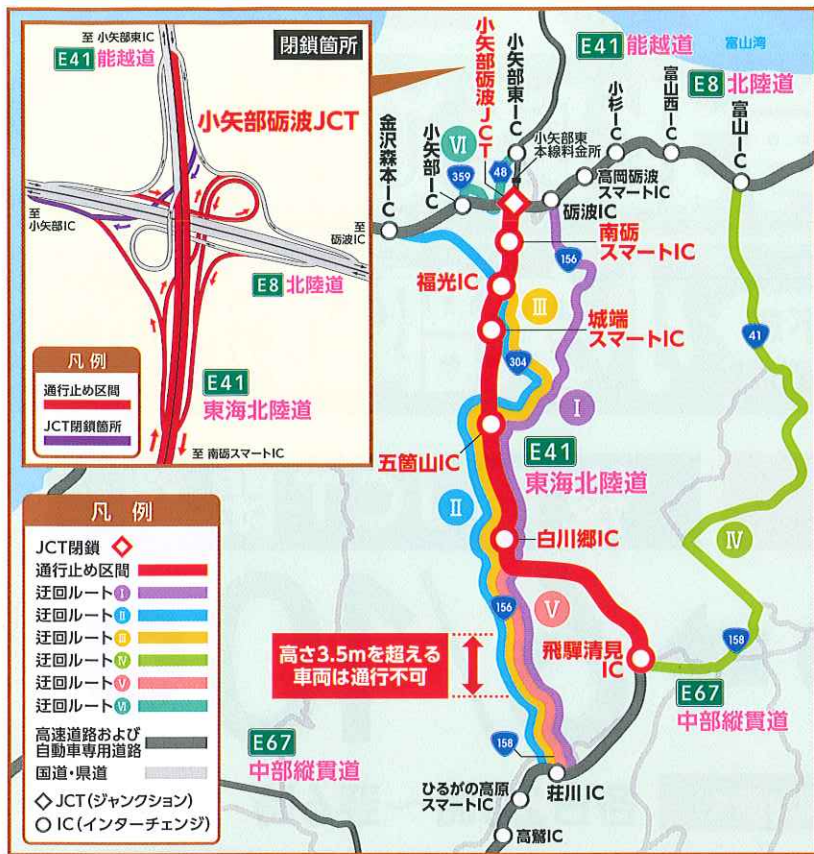 至 小矢部東IC
E41 能越道
閉鎖箇所
小矢部砺波JCT
至 小矢部IC
至 砺波IC
E8 北陸道
凡例
通行止め区間
JCT閉鎖箇所
E41
東海北陸道
至 南砺スマートIC
E41 能越道
富山湾
E8 北陸道
金沢森本IC
小矢部IC
小矢部砺波JCT
小矢部東IC
小矢部東本線料金所
小杉IC
富山西IC
富山IC
高岡砺波スマートIC
砺波IC
VI
359
48
南砺
スマートIC
福光IC
156
III
城端
スマートIC
304
41
I
五箇山IC
E41
東海北陸道
II
白川郷IC
IV
156
V
高さ3.5mを超える
車両は通行不可
飛驒清見
IC
158
E67
中部縦貫道
E67
中部縦貫道
158
荘川IC
ひるがの高原
スマートIC
高鷲IC
凡例
JCT閉鎖
通行止め区間
迂回ルートI
迂回ルートII
迂回ルートIII
迂回ルートIV
迂回ルートV
迂回ルートVI
高速道路および
自動車専用道路
国道・県道
JCT(ジャンクション)
IC(インターチェンジ)